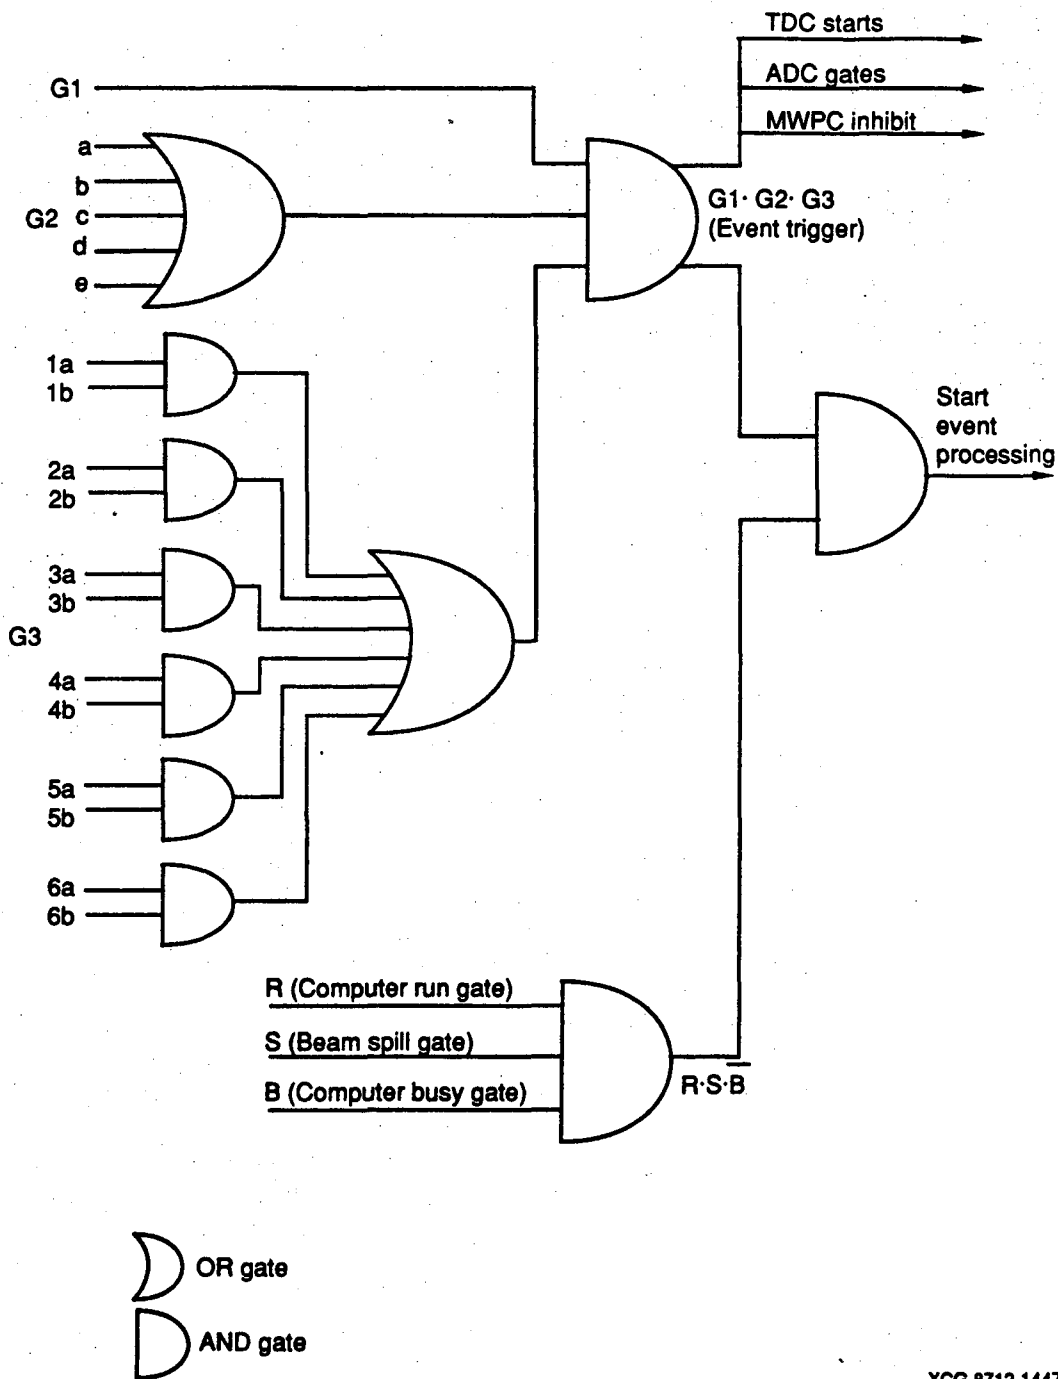 TDC starts
ADC gates
MWPC inhibit
G1
a
b
G2 c
d
e
G1· G2· G3
(Event trigger)
1a
1b
2a
2b
3a
3b
G3
4a
4b
5a
5b
6a
6b
Start
event
processing
R (Computer run gate)
S (Beam spill gate)
B (Computer busy gate)
R·S·B̅
OR gate
AND gate